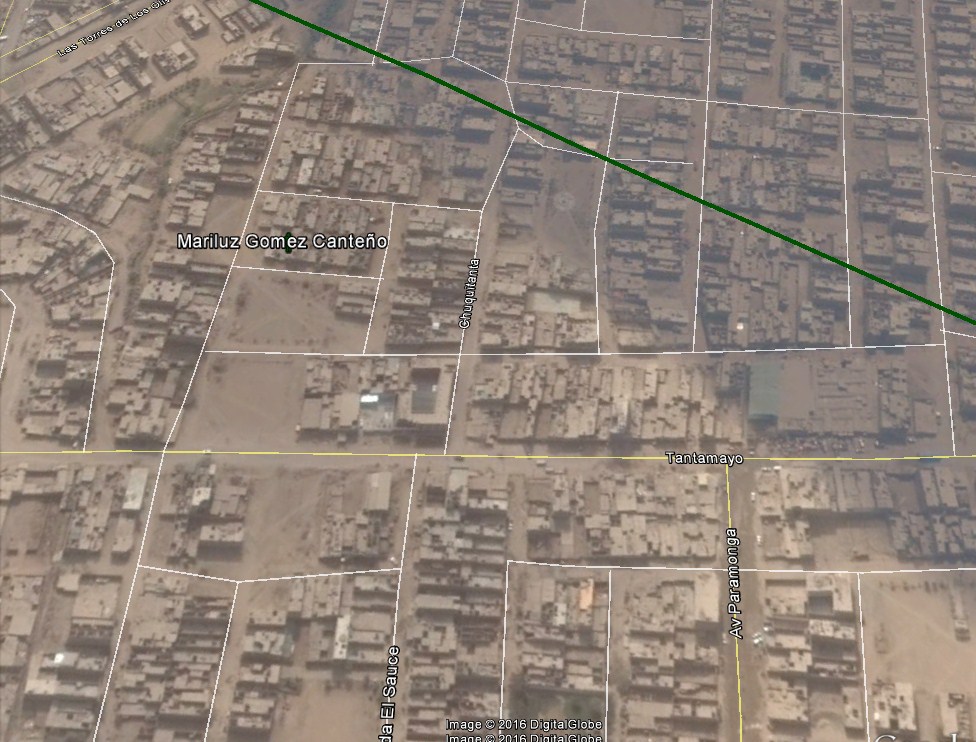 Las Torres de Los Oli
Mariluz Gomez Canteño
Chuquitanta
Tantamayo
Av Paramonga
da El Sauce
Image © 2016 DigitalGlobe
Image © 2016 DigitalGlobe